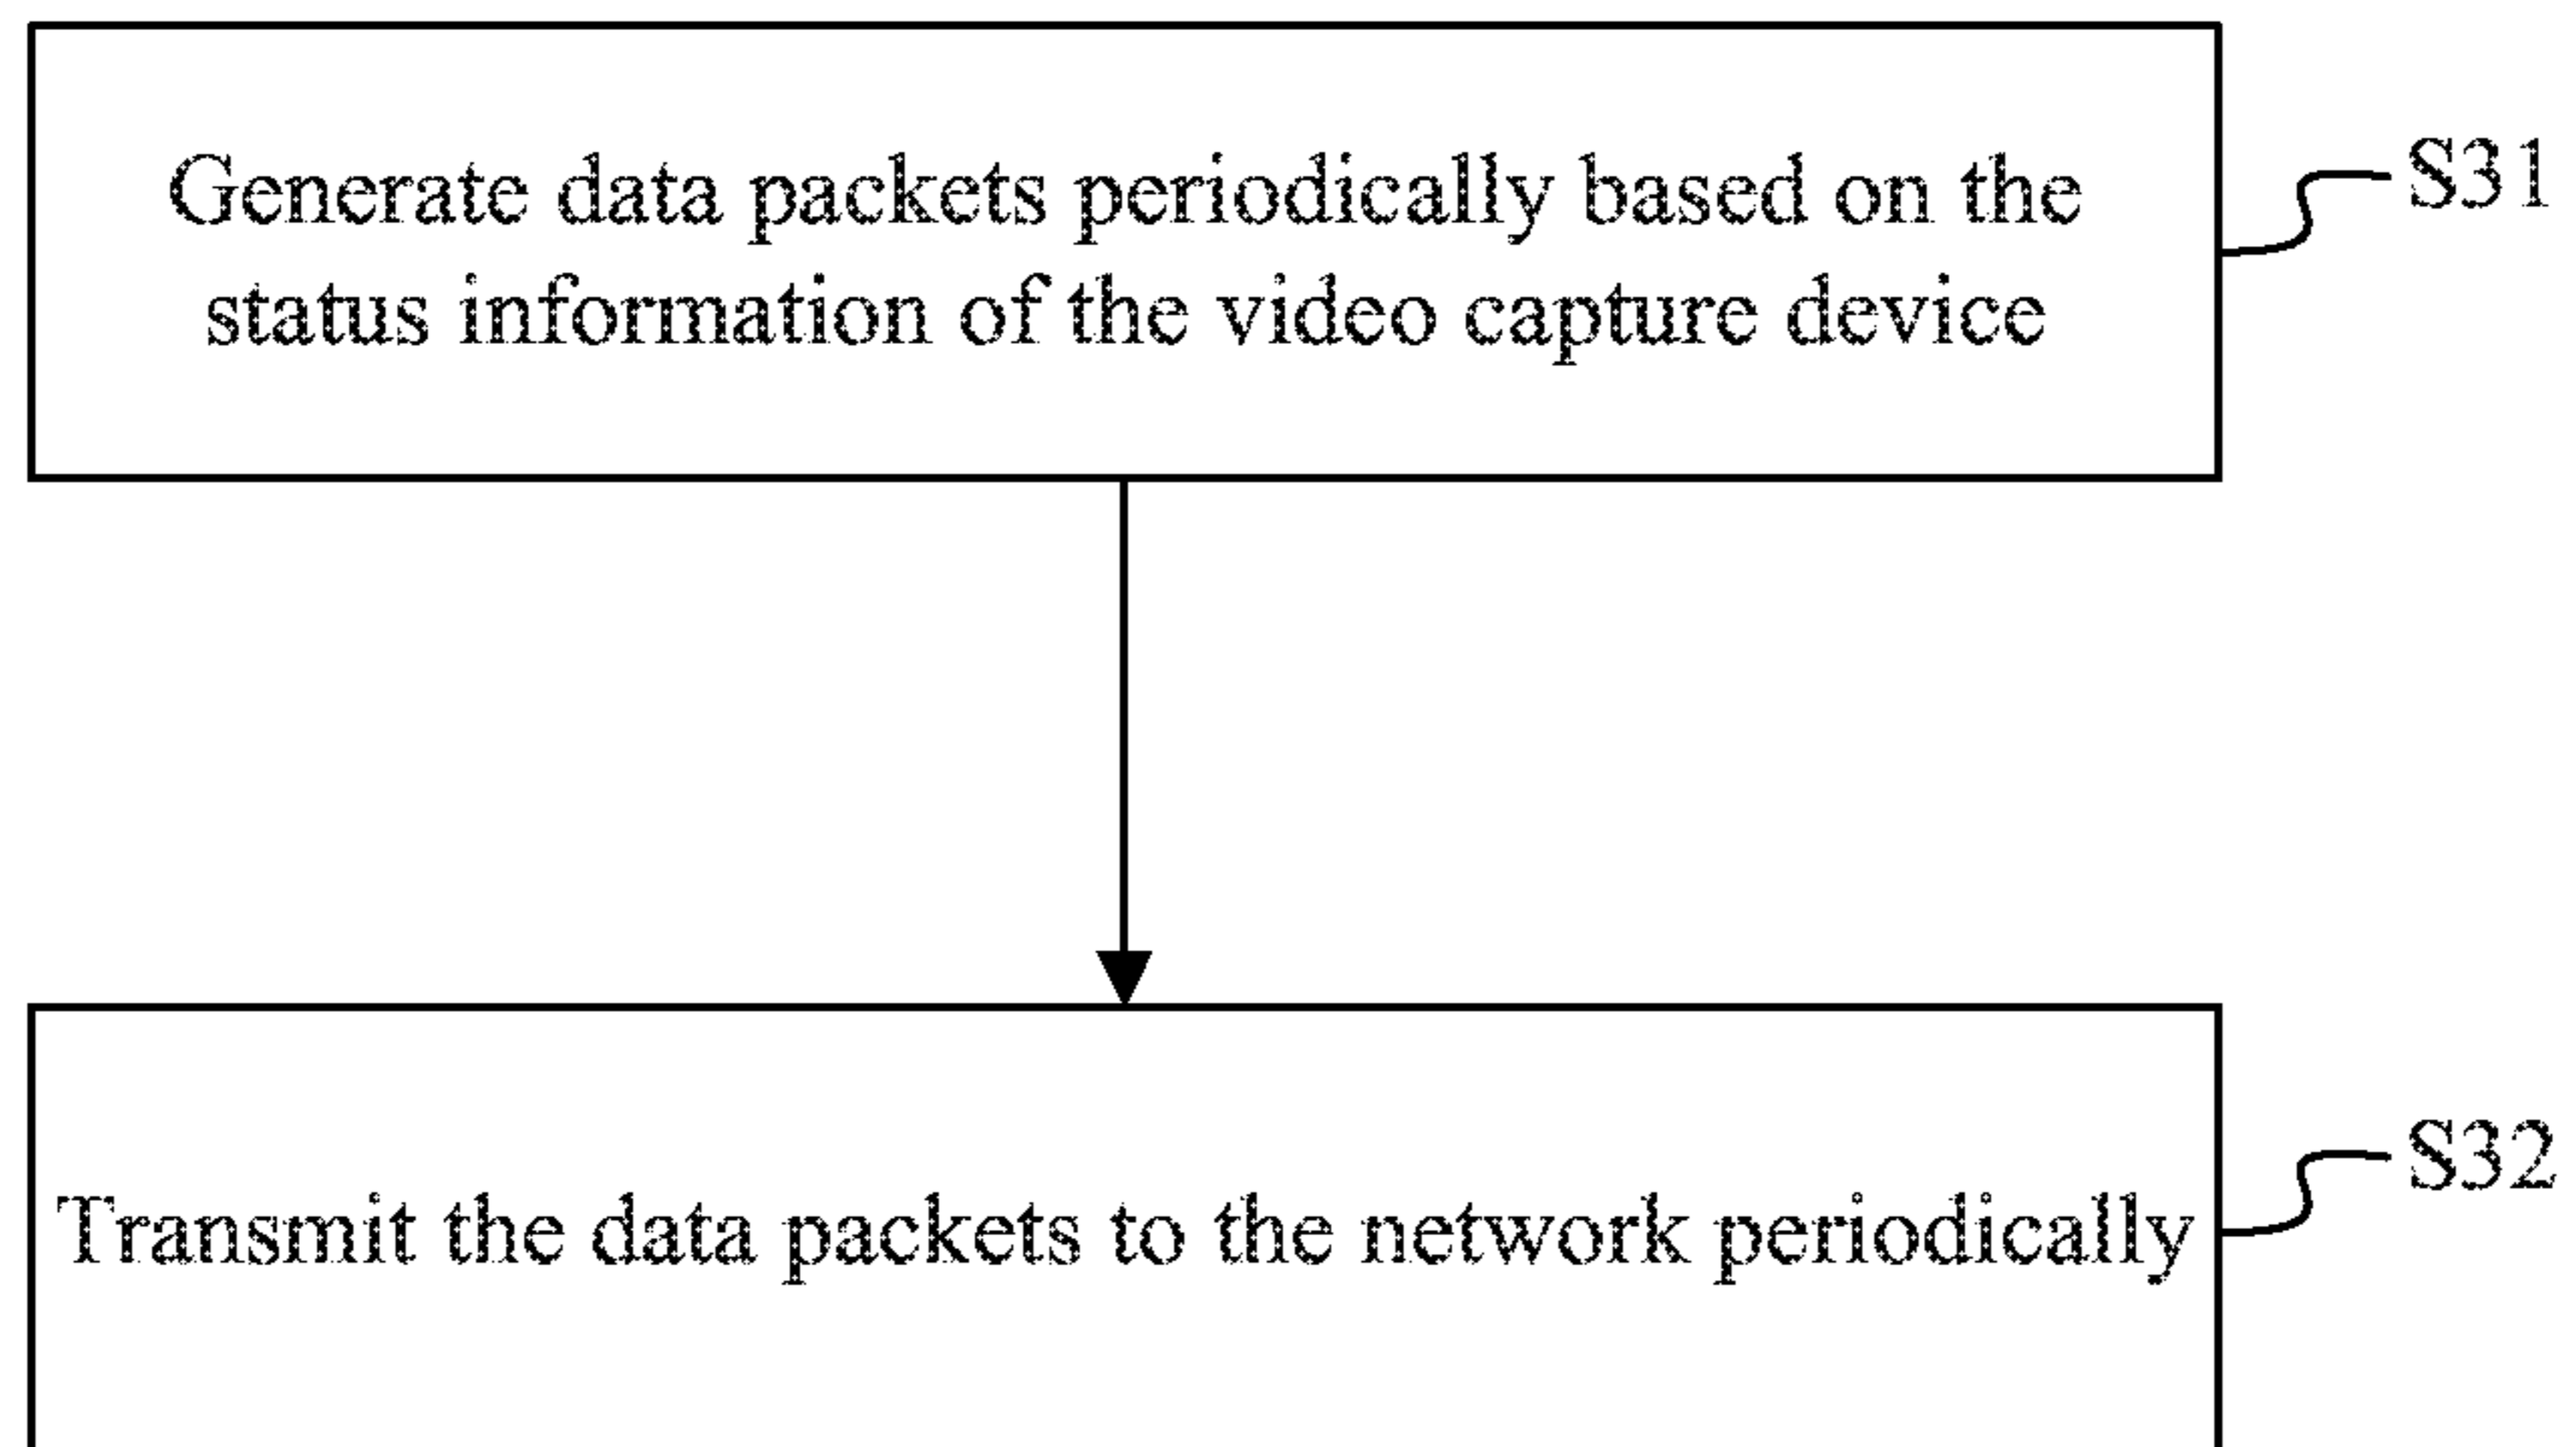 Generate data packets periodically based on the
status information of the video capture device
S31
Transmit the data packets to the network periodically
S32